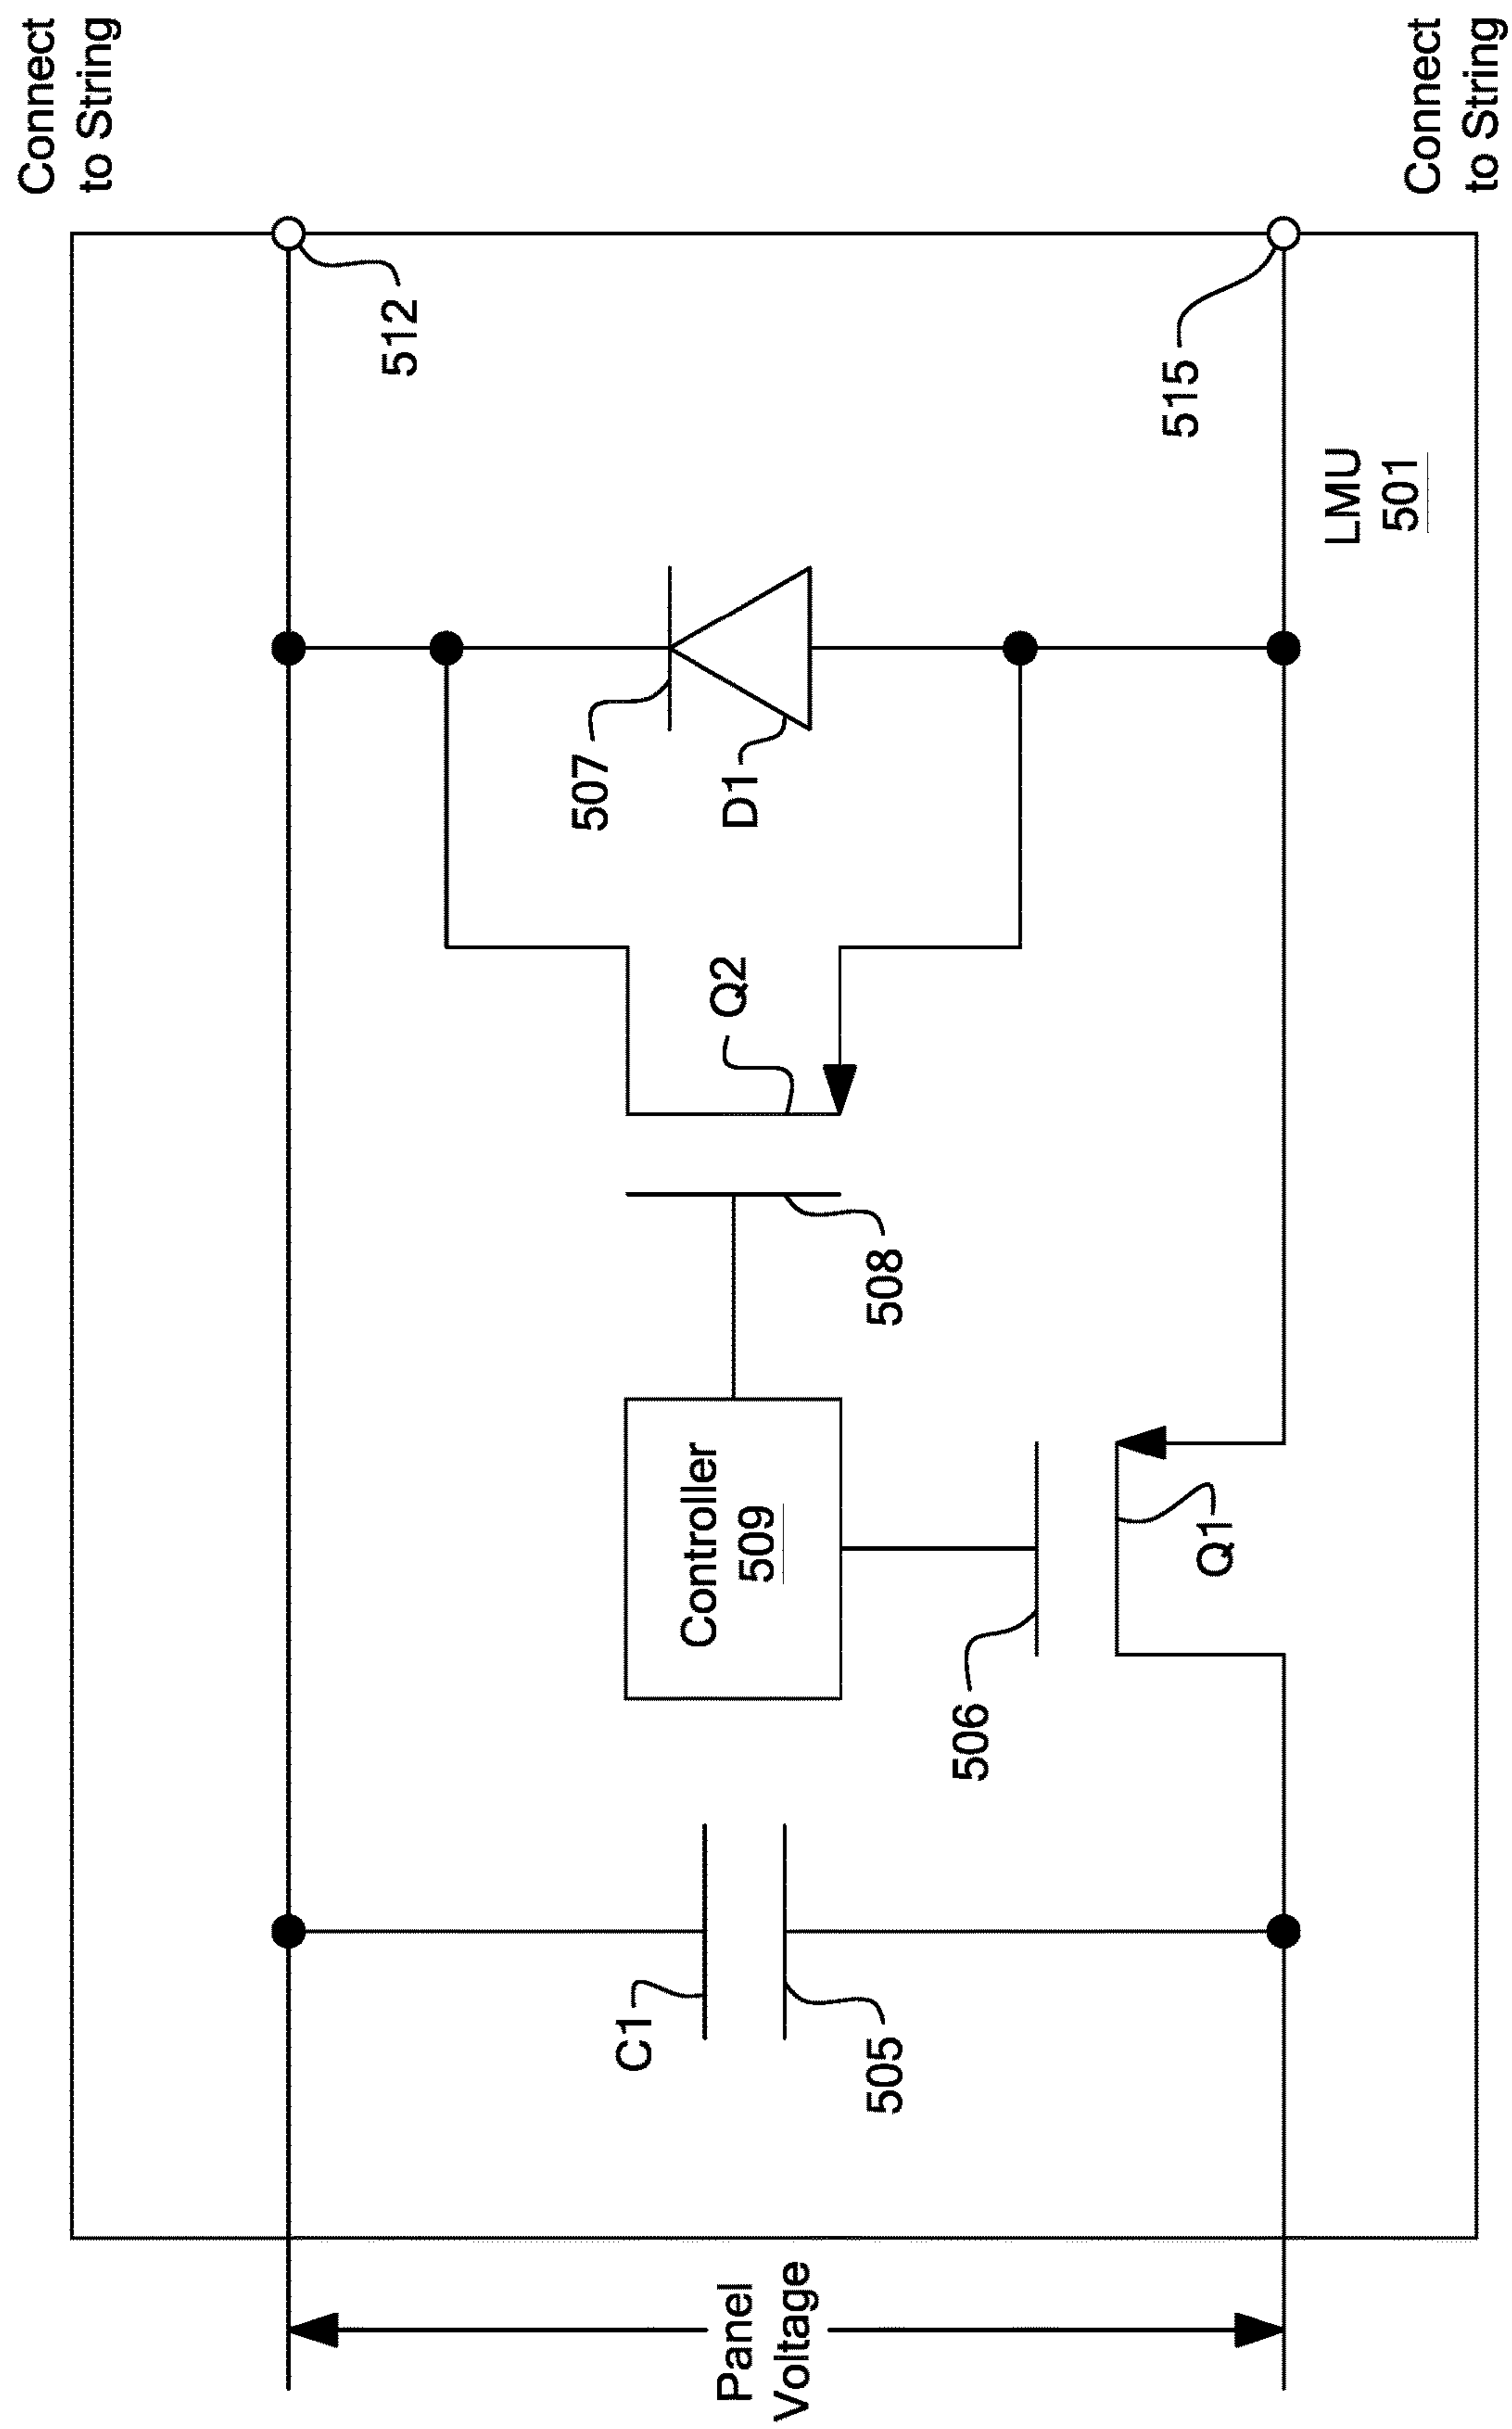 Connect
to String
Connect
to String
512
515
LMU
501
507
D1
Q2
508
Controller
509
506
Q1
C1
505
Panel
Voltage